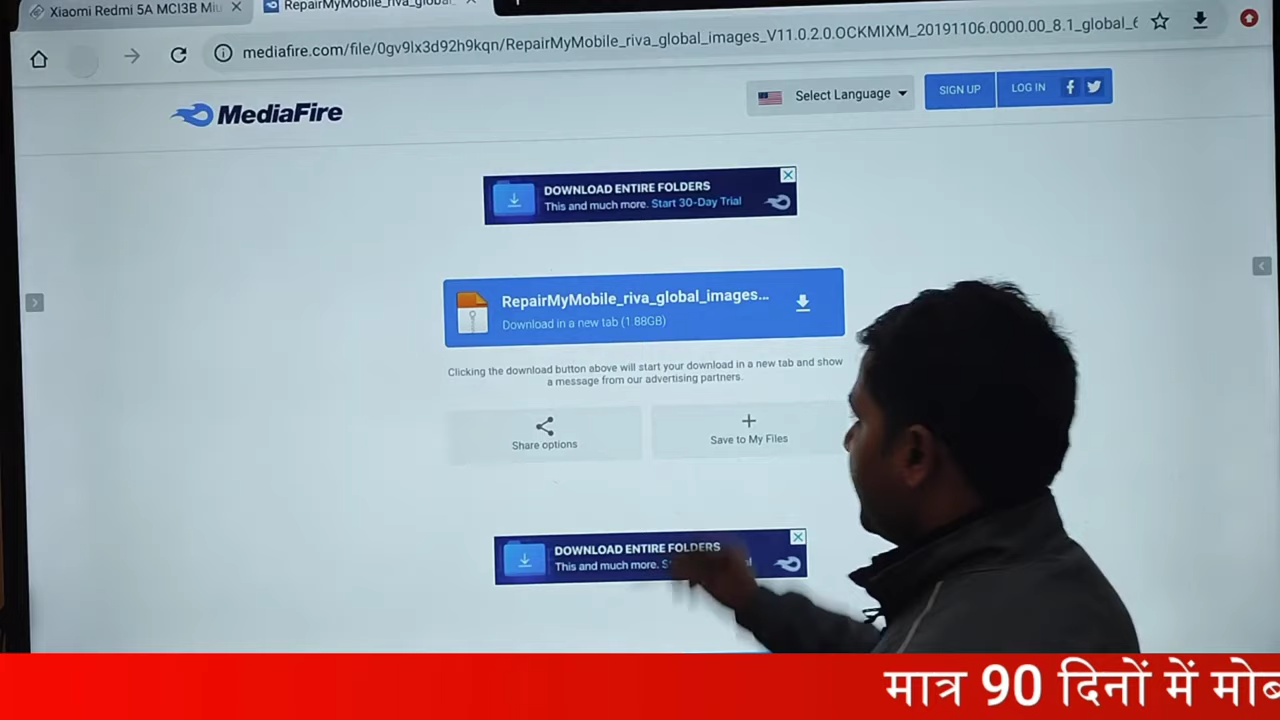 Xiaomi Redmi 5A MCI3B Miu
RepairMyMobile_riva_global_
mediafire.com/file/0gv9lx3d92h9kqn/RepairMyMobile_riva_global_images_V11.0.2.0.OCKMIXM_20191106.0000.00_8.1_global_6
MediaFire
Select Language
SIGN UP
LOG IN
DOWNLOAD ENTIRE FOLDERS
This and much more. Start 30-Day Trial
RepairMyMobile_riva_global_images...
Download in a new tab (1.88GB)
Clicking the download button above will start your download in a new tab and show
a message from our advertising partners.
Share options
Save to My Files
DOWNLOAD ENTIRE FOLDERS
This and much more.
मात्र 90 दिनों में मोब